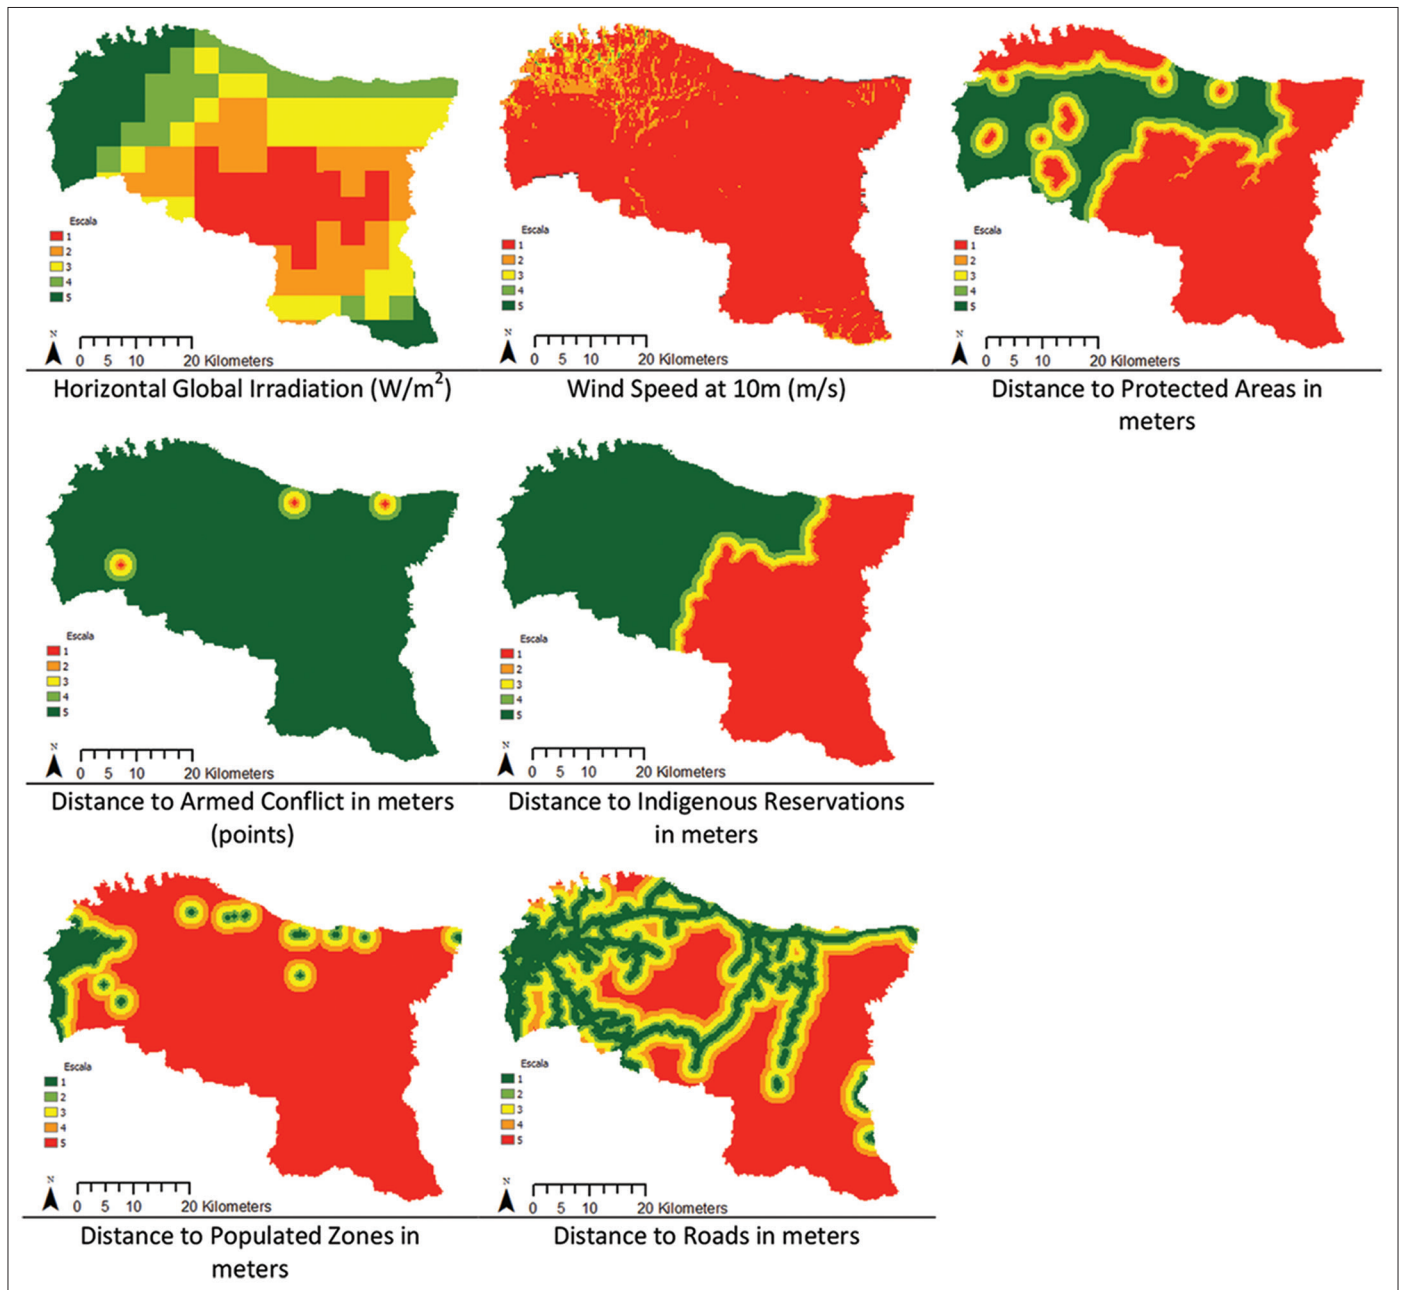 Escala
1
2
3
4
5
N
0 5 10 20 Kilometers
Horizontal Global Irradiation (W/m²)
Escala
1
2
3
4
5
N
0 5 10 20 Kilometers
Wind Speed at 10m (m/s)
Escala
1
2
3
4
5
N
0 5 10 20 Kilometers
Distance to Protected Areas in
meters
Escala
1
2
3
4
5
N
0 5 10 20 Kilometers
Distance to Armed Conflict in meters
(points)
Escala
1
2
3
4
5
N
0 5 10 20 Kilometers
Distance to Indigenous Reservations
in meters
Escala
1
2
3
4
5
N
0 5 10 20 Kilometers
Distance to Populated Zones in
meters
Escala
1
2
3
4
5
N
0 5 10 20 Kilometers
Distance to Roads in meters